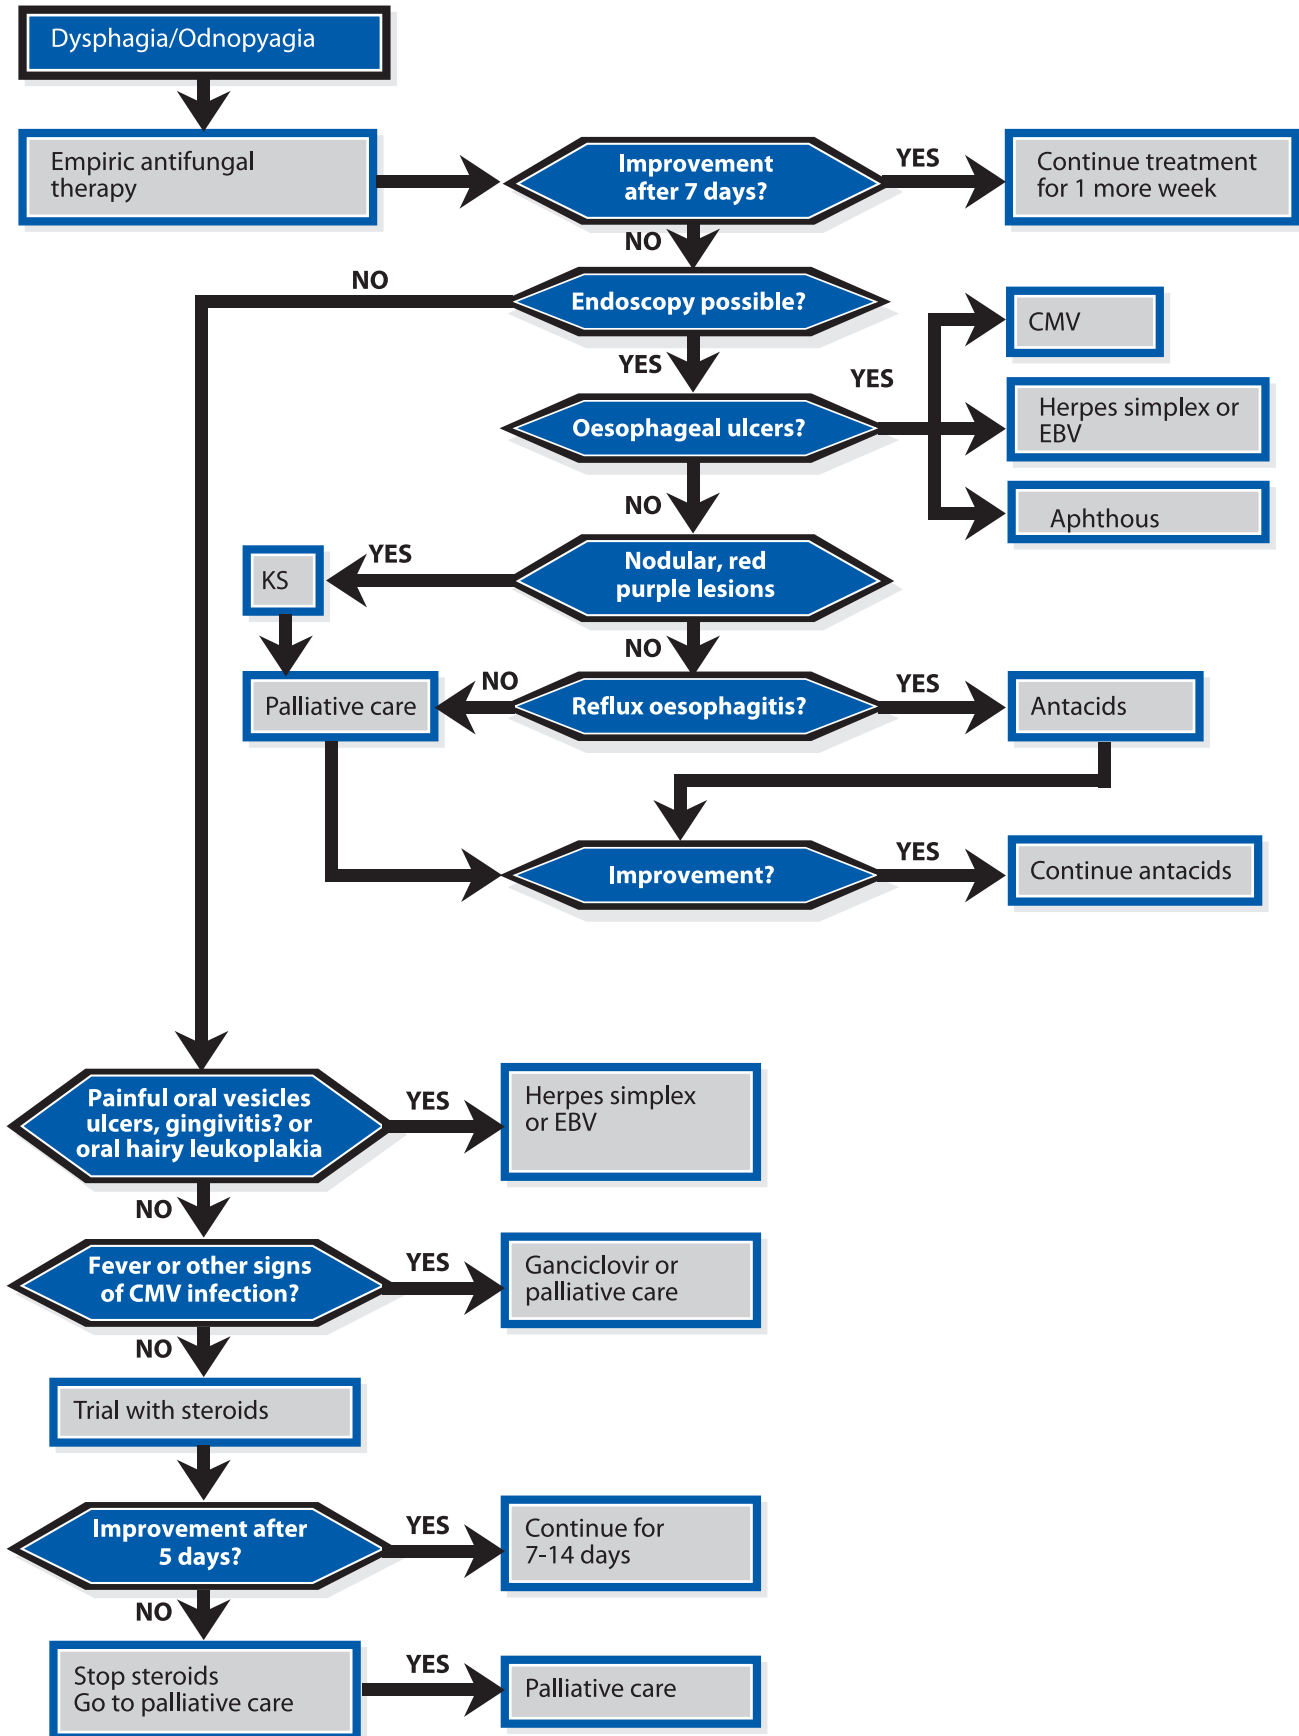 Dysphagia/Odnopyagia
Empiric antifungal
therapy
Improvement
after 7 days?
YES
Continue treatment
for 1 more week
NO
NO
Endoscopy possible?
YES
CMV
YES
Oesophageal ulcers?
Herpes simplex or
EBV
Aphthous
NO
Nodular, red
purple lesions
YES
KS
NO
Reflux oesophagitis?
NO
Palliative care
YES
Antacids
Improvement?
YES
Continue antacids
Painful oral vesicles
ulcers, gingivitis? or
oral hairy leukoplakia
YES
Herpes simplex
or EBV
NO
Fever or other signs
of CMV infection?
YES
Ganciclovir or
palliative care
NO
Trial with steroids
Improvement after
5 days?
YES
Continue for
7-14 days
NO
Stop steroids
Go to palliative care
YES
Palliative care